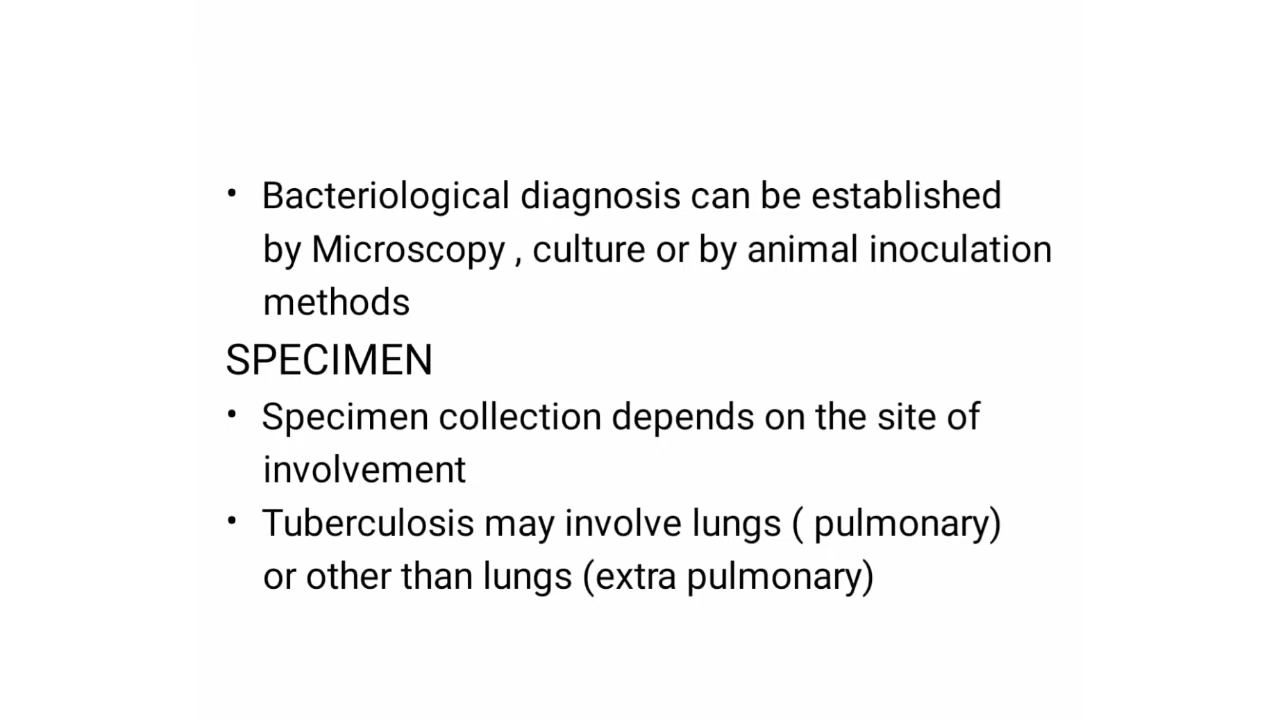 • Bacteriological diagnosis can be established
by Microscopy , culture or by animal inoculation
methods
SPECIMEN
• Specimen collection depends on the site of
involvement
• Tuberculosis may involve lungs ( pulmonary)
or other than lungs (extra pulmonary)